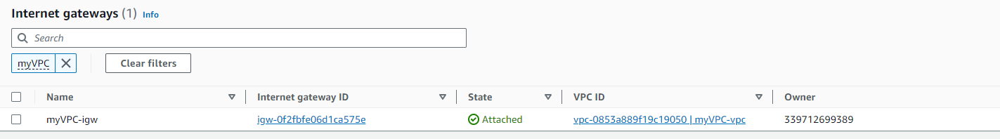 Internet gateways (1) Info
Search
myVPC Clear filters
Name Internet gateway ID State VPC ID Owner
myVPC-igw igw-0f2fbfe06d1ca575e Attached vpc-0853a889f19c19050 | myVPC-vpc 339712699389